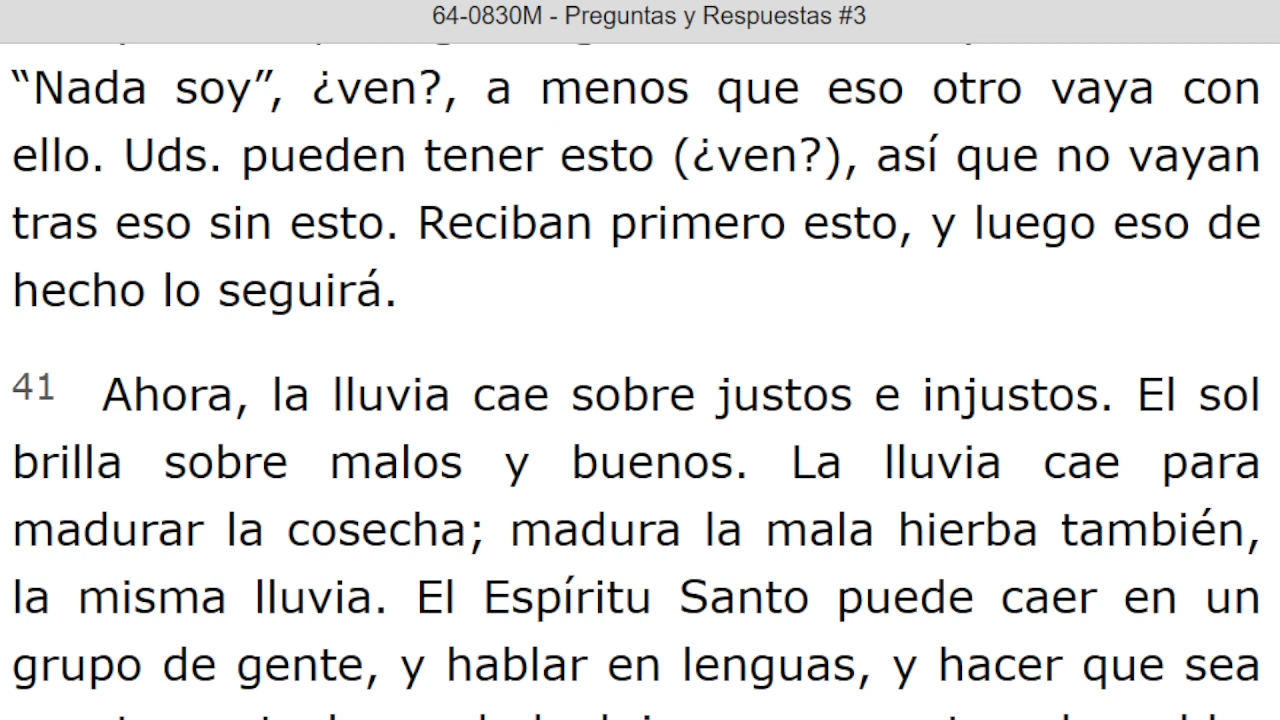 64-0830M - Preguntas y Respuestas #3
“Nada soy”, ¿ven?, a menos que eso otro vaya con
ello. Uds. pueden tener esto (¿ven?), así que no vayan
tras eso sin esto. Reciban primero esto, y luego eso de
hecho lo seguirá.
41 Ahora, la lluvia cae sobre justos e injustos. El sol
brilla sobre malos y buenos. La lluvia cae para
madurar la cosecha; madura la mala hierba también,
la misma lluvia. El Espíritu Santo puede caer en un
grupo de gente, y hablar en lenguas, y hacer que sea